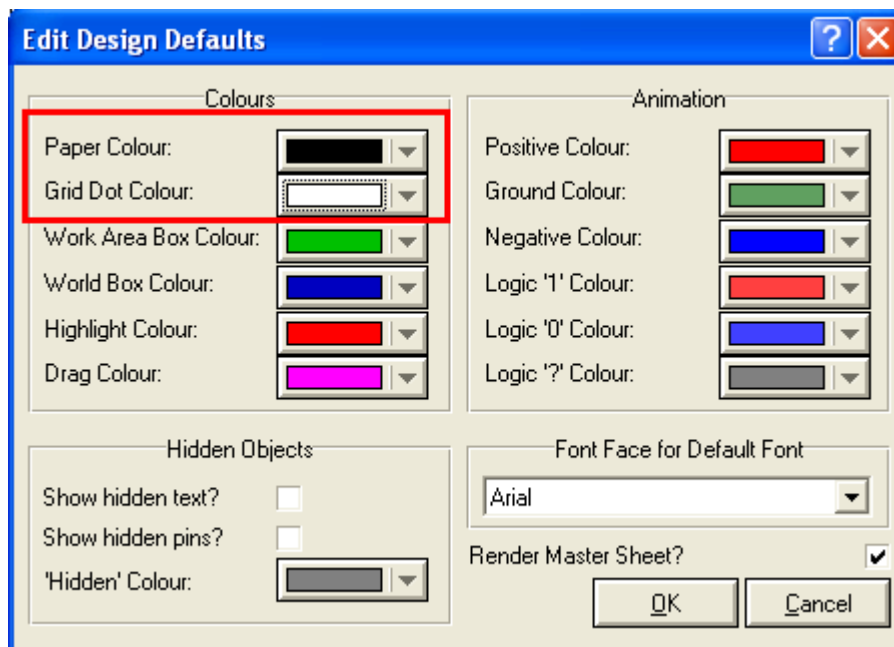 Edit Design Defaults
Colours
Paper Colour:
Grid Dot Colour:
Work Area Box Colour:
World Box Colour:
Highlight Colour:
Drag Colour:
Animation
Positive Colour:
Ground Colour:
Negative Colour:
Logic '1' Colour:
Logic '0' Colour:
Logic '?' Colour:
Hidden Objects
Show hidden text?
Show hidden pins?
'Hidden' Colour:
Font Face for Default Font
Arial
Render Master Sheet?
OK
Cancel